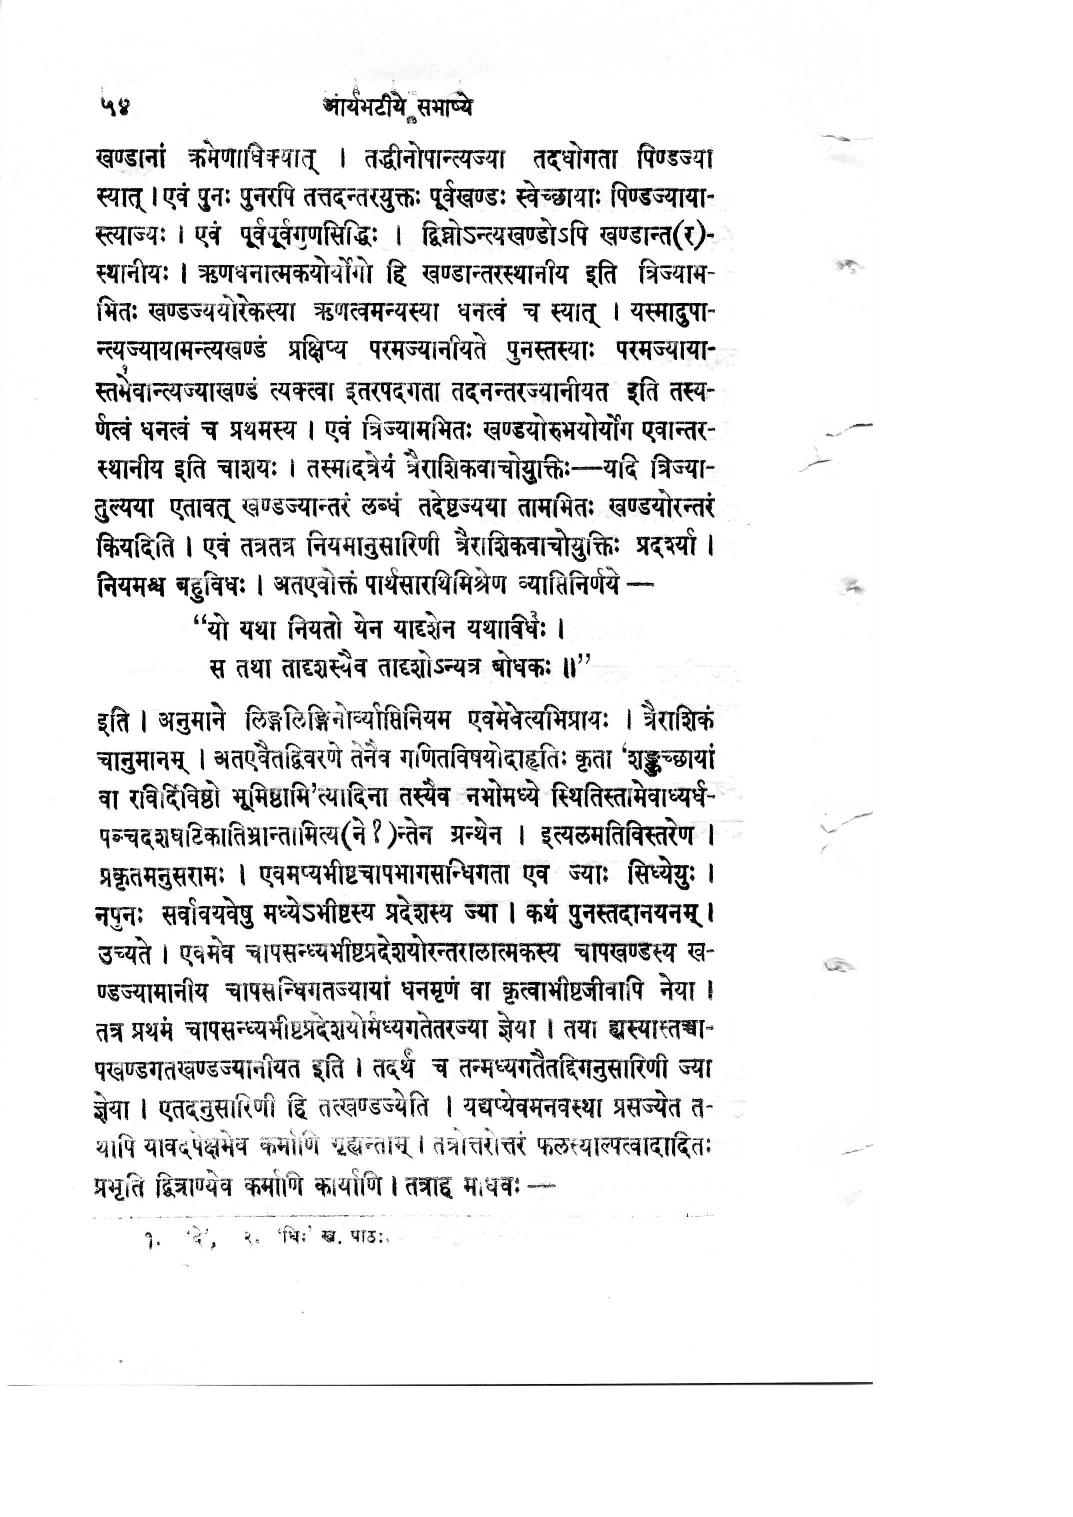 ५४ आर्यभटीये सभाष्ये
खण्डानां क्रमेणाधिक्यात् । तद्धीनोपान्त्यज्या तदधोगता पिण्डज्या
स्यात् । एवं पुनः पुनरपि तत्तदन्तरयुक्तः पूर्वखण्डः स्वेच्छायाः पिण्डज्याया-
स्त्याज्यः । एवं पूर्वपूर्वगुणसिद्धिः । द्विघ्नोऽन्त्यखण्डोऽपि खण्डान्त(र)-
स्थानीयः । ऋणधनात्मकयोर्योगो हि खण्डान्तरस्थानीय इति त्रिज्याम-
भितः खण्डज्ययोरेकस्या ऋणत्वमन्यस्या धनत्वं च स्यात् । यस्मादुपा-
न्त्यज्यायामन्त्यखण्डं प्रक्षिप्य परमज्यानीयते पुनस्तस्याः परमज्याया-
स्तमेवान्त्यज्याखण्डं त्यक्त्वा इतरपदगता तदनन्तरज्यानीयत इति तस्य-
र्णत्वं धनत्वं च प्रथमस्य । एवं त्रिज्यामभितः खण्डयोरुभयोर्योग एवान्तर-
स्थानीय इति चाशयः । तस्मादत्रेयं त्रैराशिकवाचोयुक्तिः—यदि त्रिज्या-
तुल्यया एतावत् खण्डज्यान्तरं लब्धं तदेष्टज्यया तामभितः खण्डयोरन्तरं
कियदिति । एवं तत्रतत्र नियमानुसारिणी त्रैराशिकवाचोयुक्तिः प्रदर्श्या ।
नियमश्च बहुविधः । अतएवोक्तं पार्थसारथिमिश्रेण व्याप्तिनिर्णये —
“यो यथा नियतो येन यादृशेन यथाविधः ।
स तथा तादृशस्यैव तादृशोऽन्यत्र बोधकः ॥”
इति । अनुमाने लिङ्गलिङ्गिनोर्व्याप्तिनियम एवमेवेत्यभिप्रायः । त्रैराशिकं
चानुमानम् । अतएवैतद्विवरणे तेनैव गणितविषयोदाहृतिः कृता ‘शङ्कुच्छायां
वा रविर्दिविष्ठो भूमिष्ठामि’त्यादिना तस्यैव नभोमध्ये स्थितिस्तामेवाध्यर्ध-
पञ्चदशघटिकातिभ्रान्तामित्य(ने?)न्तेन ग्रन्थेन । इत्यलमतिविस्तरेण ।
प्रकृतमनुसरामः । एवमप्यभीष्टचापभागसन्धिगता एव ज्याः सिध्येयुः ।
नपुनः सर्वावयवेषु मध्येऽभीष्टस्य प्रदेशस्य ज्या । कथं पुनस्तदानयनम् ।
उच्यते । एवमेव चापसन्ध्यभीष्टप्रदेशयोरन्तरालात्मकस्य चापखण्डस्य ख-
ण्डज्यामानीय चापसन्धिगतज्यायां धनमृणं वा कृत्वाभीष्टजीवापि नेया ।
तत्र प्रथमं चापसन्ध्यभीष्टप्रदेशयोर्मध्यगतेतरज्या ज्ञेया । तया ह्यस्यास्तच्चा-
पखण्डगतखण्डज्यानीयत इति । तदर्थं च तन्मध्यगतैतद्दिगनुसारिणी ज्या
ज्ञेया । एतदनुसारिणी हि तत्खण्डज्येति । यद्यप्येवमनवस्था प्रसज्येत त-
थापि यावदपेक्षमेव कर्माणि गृह्यन्ताम् । तत्रोत्तरोत्तरं फलस्याल्पत्वादादितः
प्रभृति द्वित्राण्येव कर्माणि कार्याणि । तत्राह माधवः —
१. ‘दे’, २. ‘धिः’ ख. पाठः.